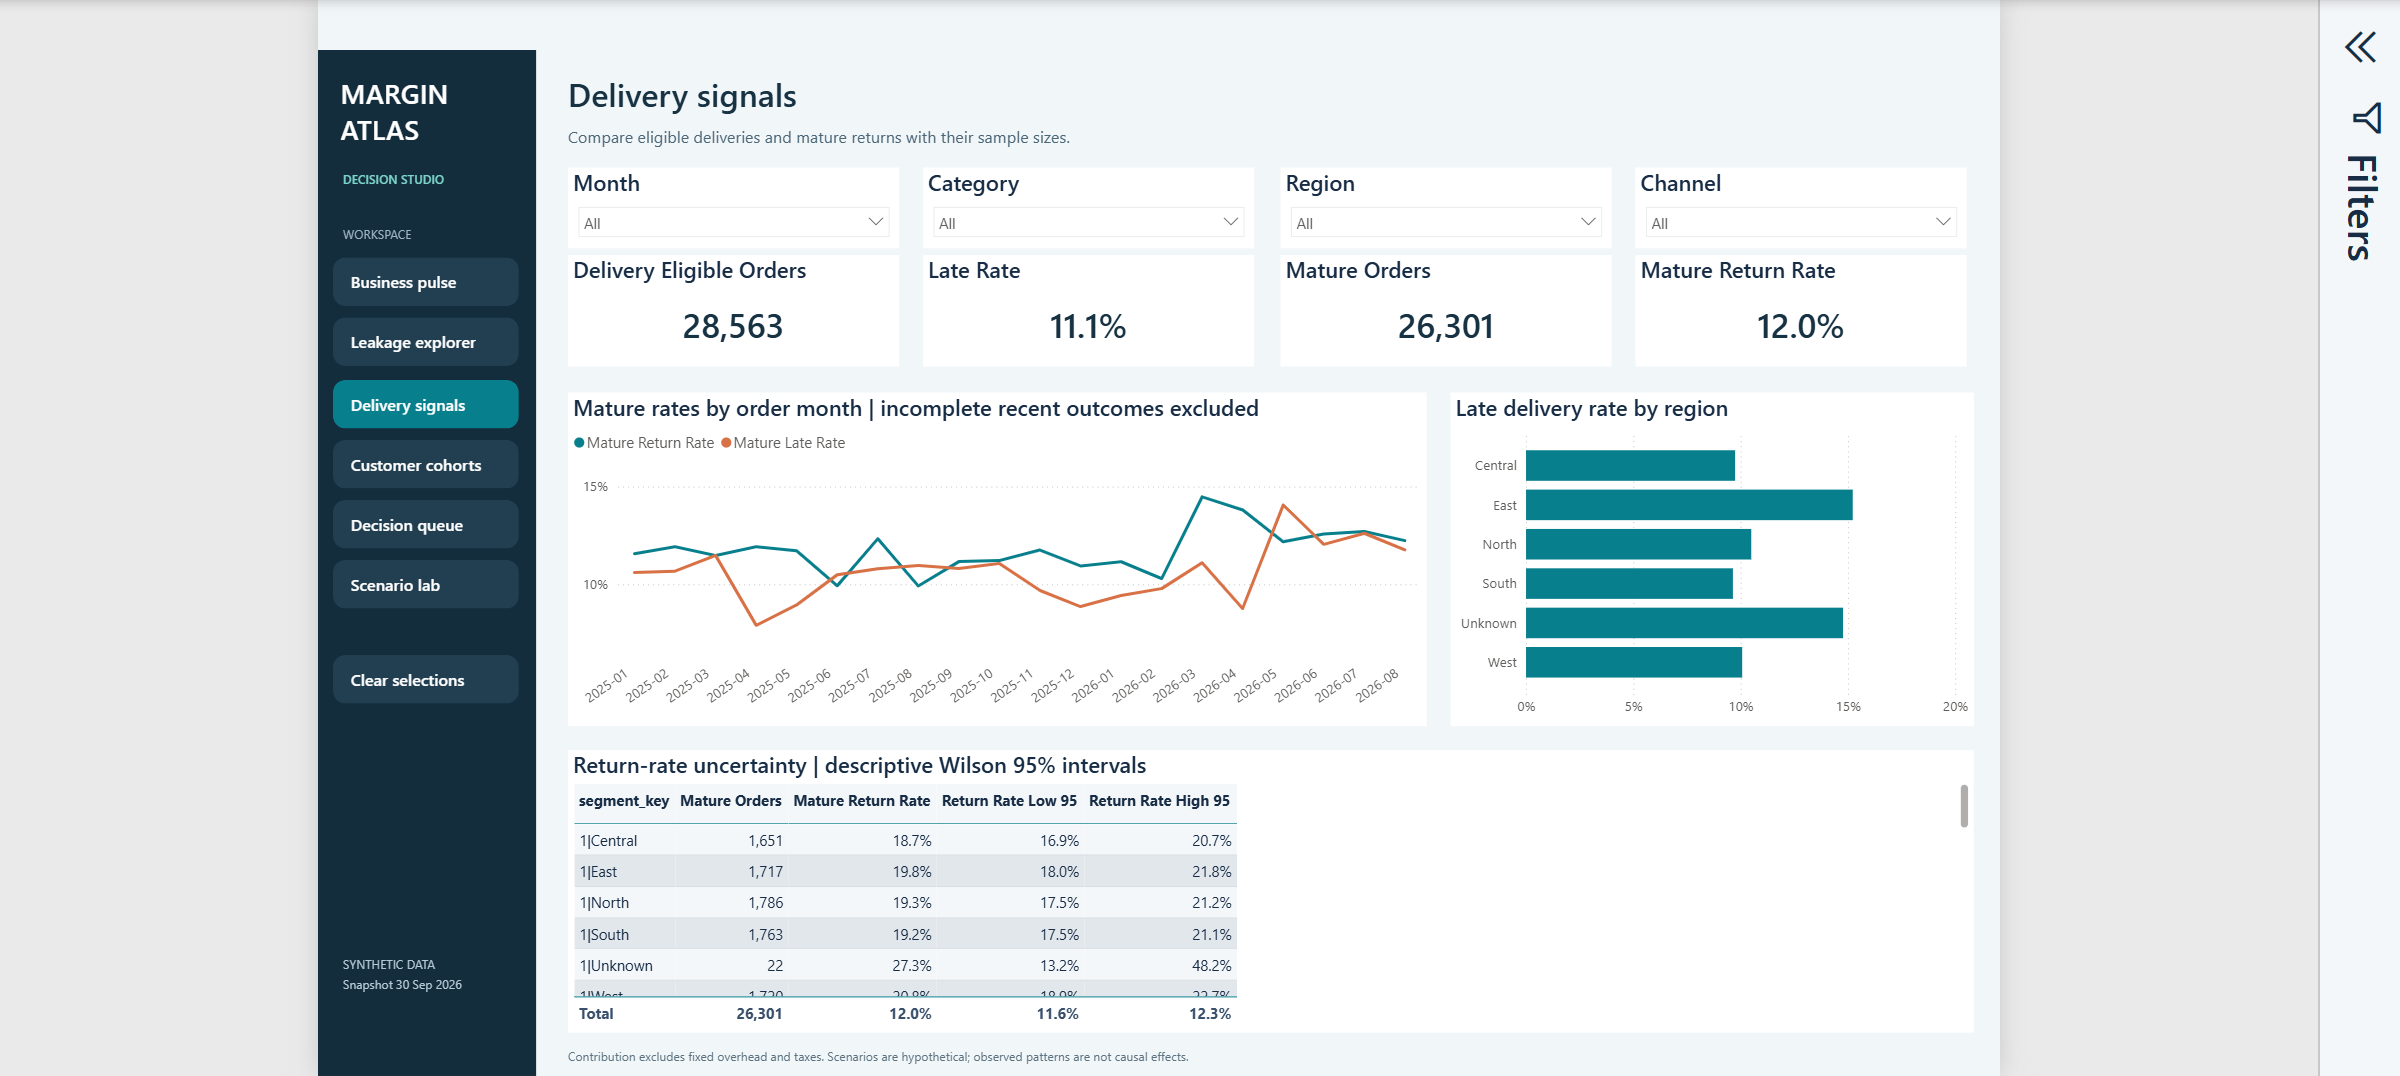 MARGIN
ATLAS
DECISION STUDIO
WORKSPACE
Business pulse
Leakage explorer
Delivery signals
Customer cohorts
Decision queue
Scenario lab
Clear selections
SYNTHETIC DATA
Snapshot 30 Sep 2026
Delivery signals
Compare eligible deliveries and mature returns with their sample sizes.
Month
All
Category
All
Region
All
Channel
All
Delivery Eligible Orders
28,563
Late Rate
11.1%
Mature Orders
26,301
Mature Return Rate
12.0%
Mature rates by order month | incomplete recent outcomes excluded
Mature Return Rate Mature Late Rate
15%
10%
2025-01 2025-02 2025-03 2025-04 2025-05 2025-06 2025-07 2025-08 2025-09 2025-10 2025-11 2025-12 2026-01 2026-02 2026-03 2026-04 2026-05 2026-06 2026-07 2026-08
Late delivery rate by region
Central
East
North
South
Unknown
West
0% 5% 10% 15% 20%
Return-rate uncertainty | descriptive Wilson 95% intervals
segment_key Mature Orders Mature Return Rate Return Rate Low 95 Return Rate High 95
1|Central 1,651 18.7% 16.9% 20.7%
1|East 1,717 19.8% 18.0% 21.8%
1|North 1,786 19.3% 17.5% 21.2%
1|South 1,763 19.2% 17.5% 21.1%
1|Unknown 22 27.3% 13.2% 48.2%
1|West 1,720 20.8% 18.9% 22.7%
Total 26,301 12.0% 11.6% 12.3%
Contribution excludes fixed overhead and taxes. Scenarios are hypothetical; observed patterns are not causal effects.
Filters